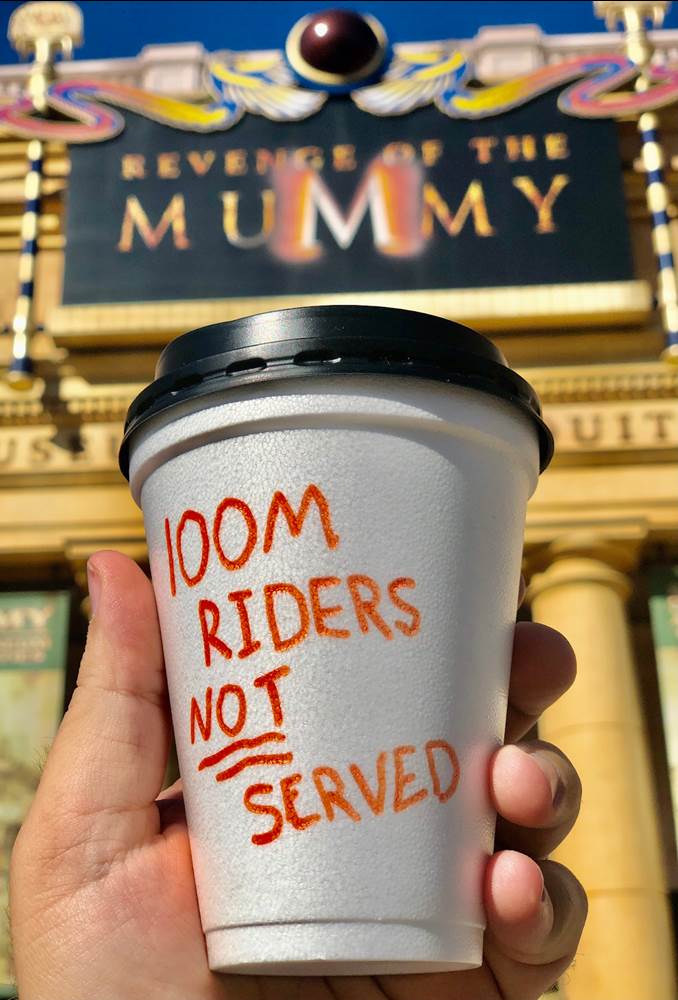 REVENGE OF THE
MUMMY
100M
RIDERS
NOT
SERVED